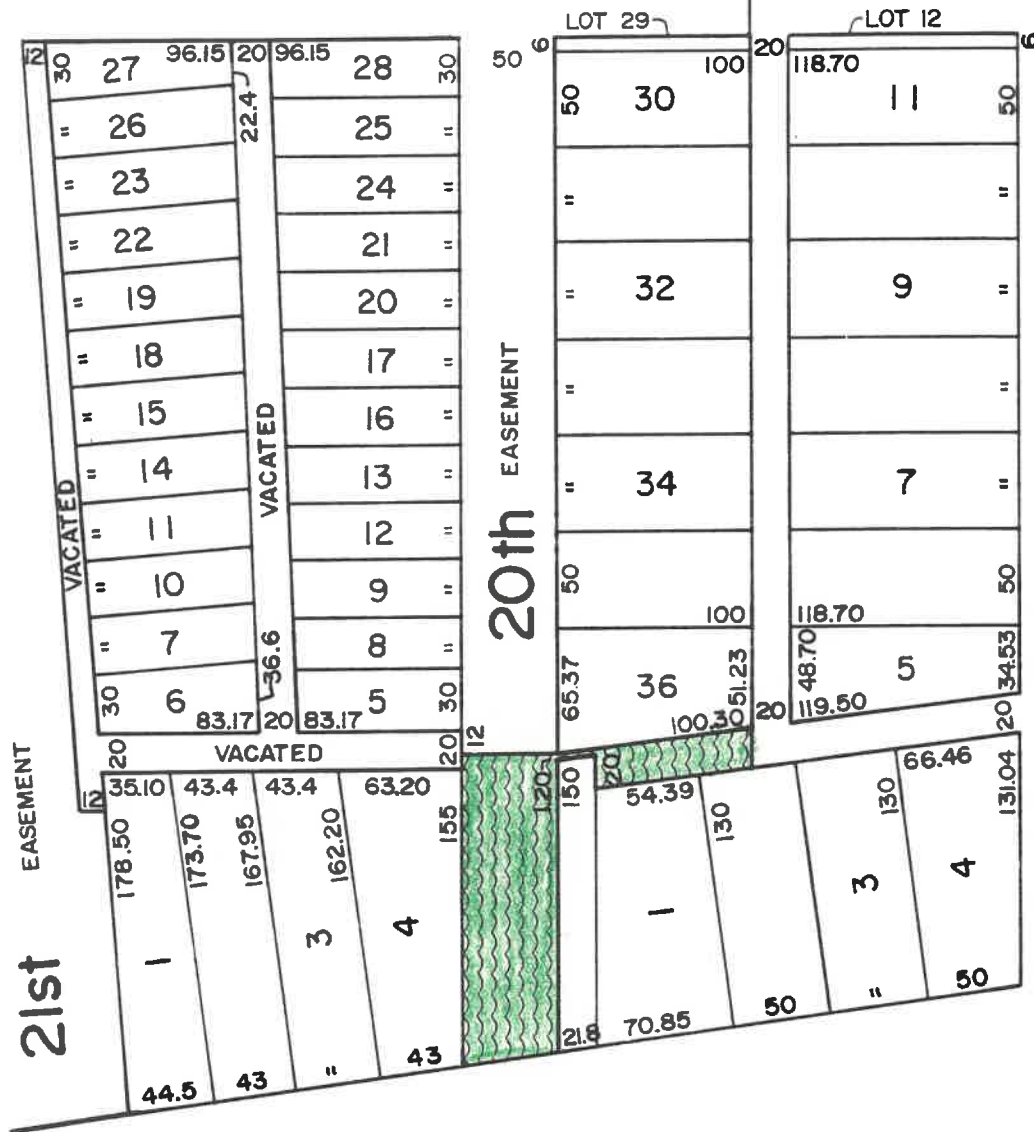 LOT 29
LOT 12
12 30 27 96.15 20 96.15 28 30
50 6
100
20
118.70
6
22.4
50 30
11 50
" 26
25 "
" 23
24 "
"
"
" 22
21 "
" 19
20 "
" 32
9 "
" 18
17 "
"
"
" 15
16 "
EASEMENT
20th
VACATED
VACATED
" 14
13 "
" 34
7 "
" 11
12 "
" 10
9 "
50
100
50
118.70
" 7
8 "
36.6
30 6 83.17 20 83.17 5 30
65.37 36 51.23
100.30
48.70 5 34.53
119.50
20
20
20 VACATED 20
12
EASEMENT
21st
12
35.10 43.4 43.4 63.20
178.50 173.70 167.95 162.20 155
120 150 20 54.39
130 130 66.46 131.04
1 3 4
1 3 4
44.5 43 " 43
21.8 70.85 50 " 50